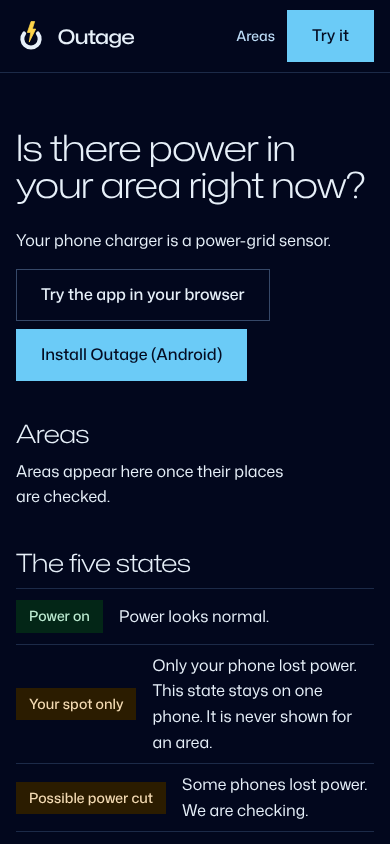 Outage
Areas
Try it
Is there power in
your area right now?
Your phone charger is a power-grid sensor.
Try the app in your browser
Install Outage (Android)
Areas
Areas appear here once their places
are checked.
The five states
Power on
Power looks normal.
Your spot only
Only your phone lost power.
This state stays on one
phone. It is never shown for
an area.
Possible power cut
Some phones lost power.
We are checking.